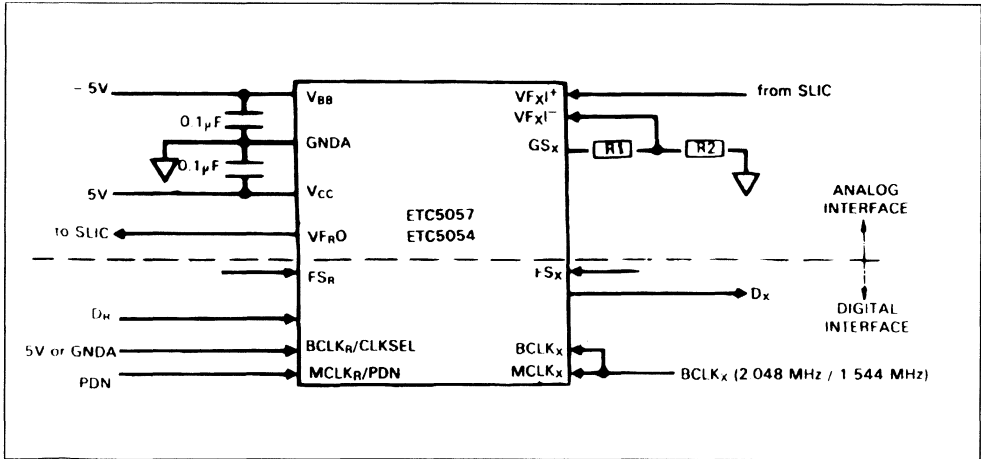 - 5V
VBB
VFXI+
from SLIC
0.1µF
VFXI-
GNDA
GSX
R1
R2
0.1µF
5V
VCC
ANALOG
INTERFACE
ETC5057
to SLIC
VFRO
ETC5054
FSR
FSX
DX
DR
DIGITAL
INTERFACE
5V or GNDA
BCLKR/CLKSEL
BCLKX
PDN
MCLKR/PDN
MCLKX
BCLKX (2.048 MHz / 1 544 MHz)